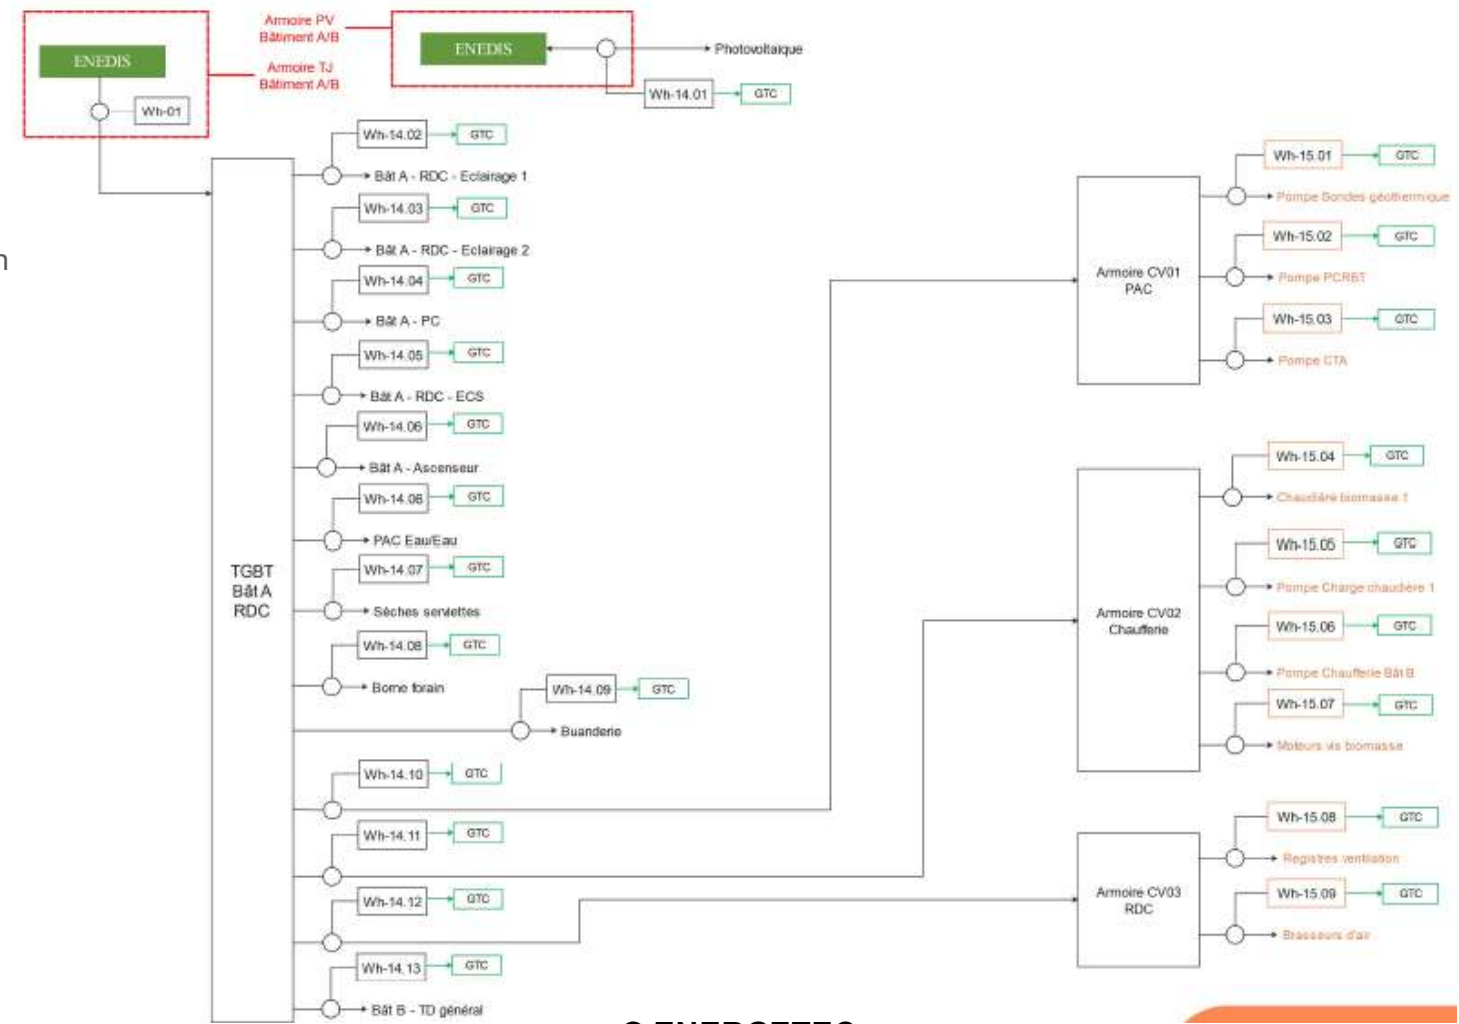 Armoire PV
Bâtiment A/B
ENEDIS
ENEDIS
Photovoltaique
Armoire TJ
Bâtiment A/B
Wh-01
Wh-14.01
GTC
Wh-14.02
GTC
Bât A - RDC - Eclairage 1
Wh-14.03
GTC
Bât A - RDC - Eclairage 2
n
Wh-14.04
GTC
Bât A - PC
Wh-14.05
GTC
Bât A - RDC - ECS
Wh-14.06
GTC
Bât A - Ascenseur
Wh-14.06
GTC
PAC Eau/Eau
Wh-14.07
GTC
Sèches serviettes
TGBT
Bât A
RDC
Wh-14.08
GTC
Borne forain
Wh-14.09
GTC
Buanderie
Wh-14.10
GTC
Wh-14.11
GTC
Wh-14.12
GTC
Wh-14.13
GTC
Bât B - TD général
Armoire CV01
PAC
Wh-15.01
GTC
Pompe Sondes géothermique
Wh-15.02
GTC
Pompe PCRBT
Wh-15.03
GTC
Pompe CTA
Armoire CV02
Chaufferie
Wh-15.04
GTC
Chaudière biomasse 1
Wh-15.05
GTC
Pompe Charge chaudière 1
Wh-15.06
GTC
Pompe Chaufferie Bât B
Wh-15.07
GTC
Moteurs vis biomasse
Armoire CV03
RDC
Wh-15.08
GTC
Registres ventilation
Wh-15.09
GTC
Brasseurs d'air